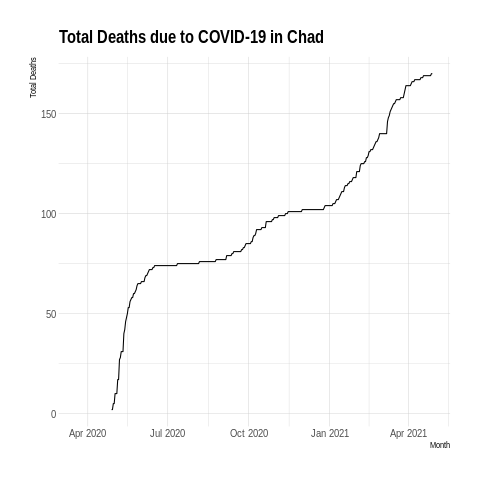 Total Deaths due to COVID-19 in Chad
Total Deaths
150
100
50
0
Apr 2020 Jul 2020 Oct 2020 Jan 2021 Apr 2021
Month